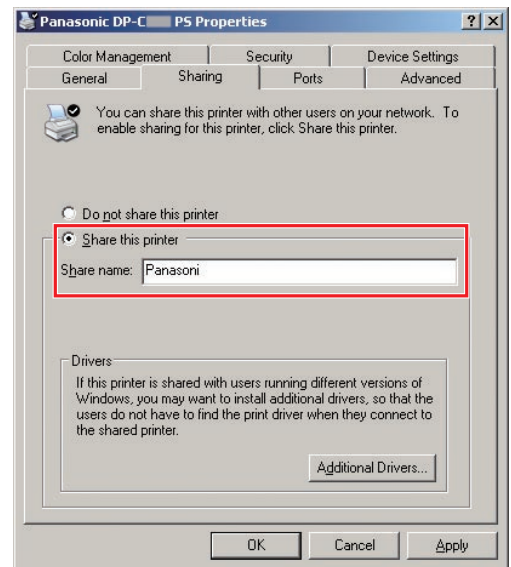 Panasonic DP-C PS Properties
? X
Color Management Security Device Settings
General Sharing Ports Advanced
You can share this printer with other users on your network. To
enable sharing for this printer, click Share this printer.
Do not share this printer
Share this printer
Share name: Panasoni
Drivers
If this printer is shared with users running different versions of
Windows, you may want to install additional drivers, so that the
users do not have to find the print driver when they connect to
the shared printer.
Additional Drivers...
OK Cancel Apply